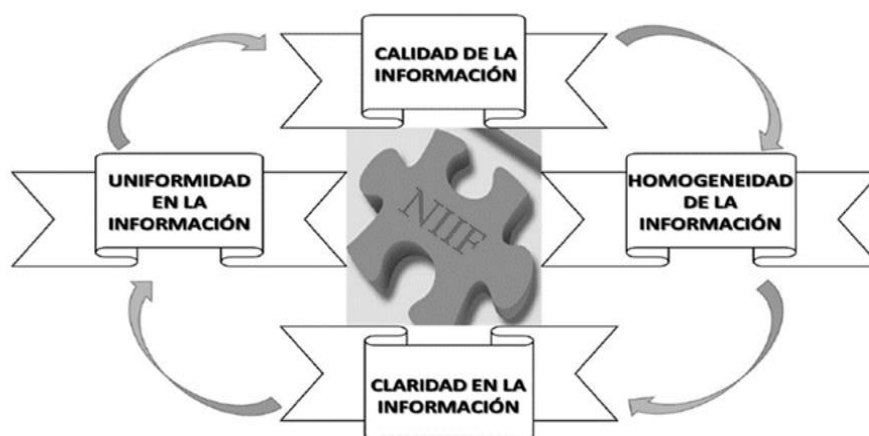 CALIDAD DE LA
INFORMACIÓN
UNIFORMIDAD
EN LA
INFORMACIÓN
NIIF
HOMOGENEIDAD
DE LA
INFORMACIÓN
CLARIDAD EN LA
INFORMACIÓN